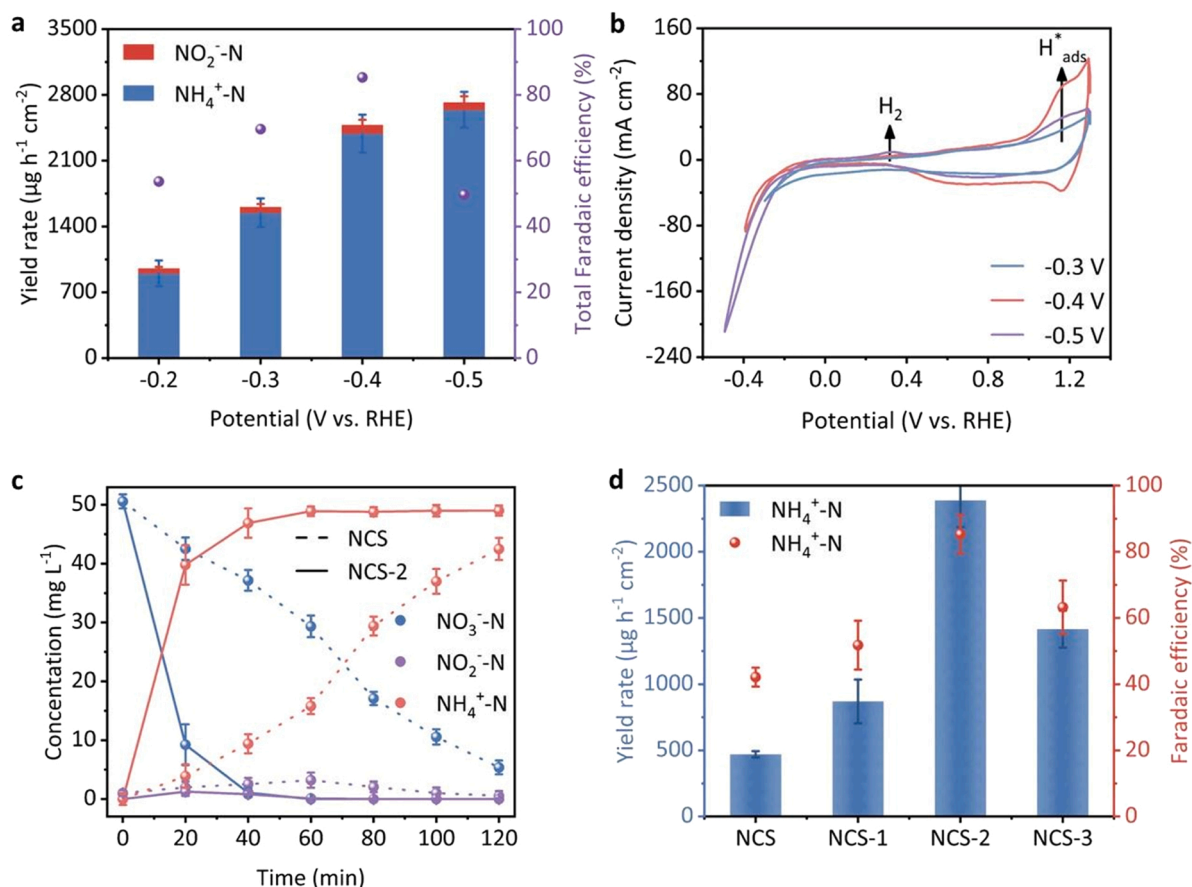 a
Yield rate (µg h⁻¹ cm⁻²)
3500
2800
2100
1400
700
0
NO₂⁻-N
NH₄⁺-N
100
80
60
40
20
0
Total Faradaic efficiency (%)
-0.2 -0.3 -0.4 -0.5
Potential (V vs. RHE)
b
Current density (mA cm⁻²)
160
80
0
-80
-160
-240
H₂
H*ads
-0.3 V
-0.4 V
-0.5 V
-0.4 0.0 0.4 0.8 1.2
Potential (V vs. RHE)
c
Concentration (mg L⁻¹)
50
40
30
20
10
0
NCS
NCS-2
NO₃⁻-N
NO₂⁻-N
NH₄⁺-N
0 20 40 60 80 100 120
Time (min)
d
Yield rate (µg h⁻¹ cm⁻²)
2500
2000
1500
1000
500
0
NH₄⁺-N
NH₄⁺-N
100
80
60
40
20
0
Faradaic efficiency (%)
NCS NCS-1 NCS-2 NCS-3